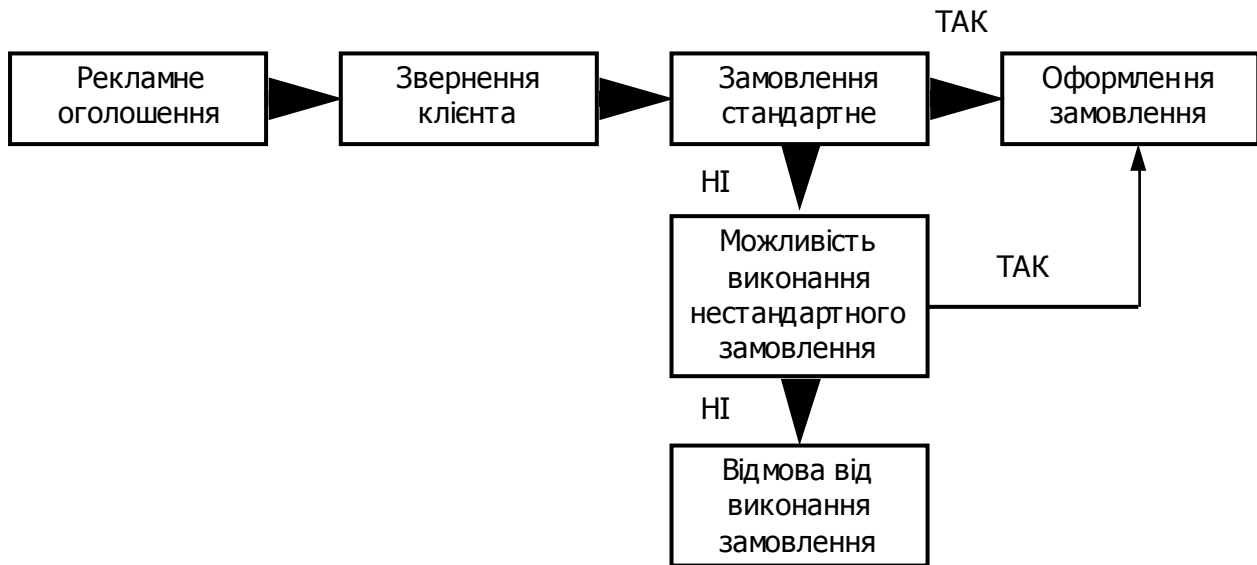 ТАК
Рекламне
оголошення
Звернення
клієнта
Замовлення
стандартне
Оформлення
замовлення
НІ
Можливість
виконання
нестандартного
замовлення
ТАК
НІ
Відмова від
виконання
замовлення